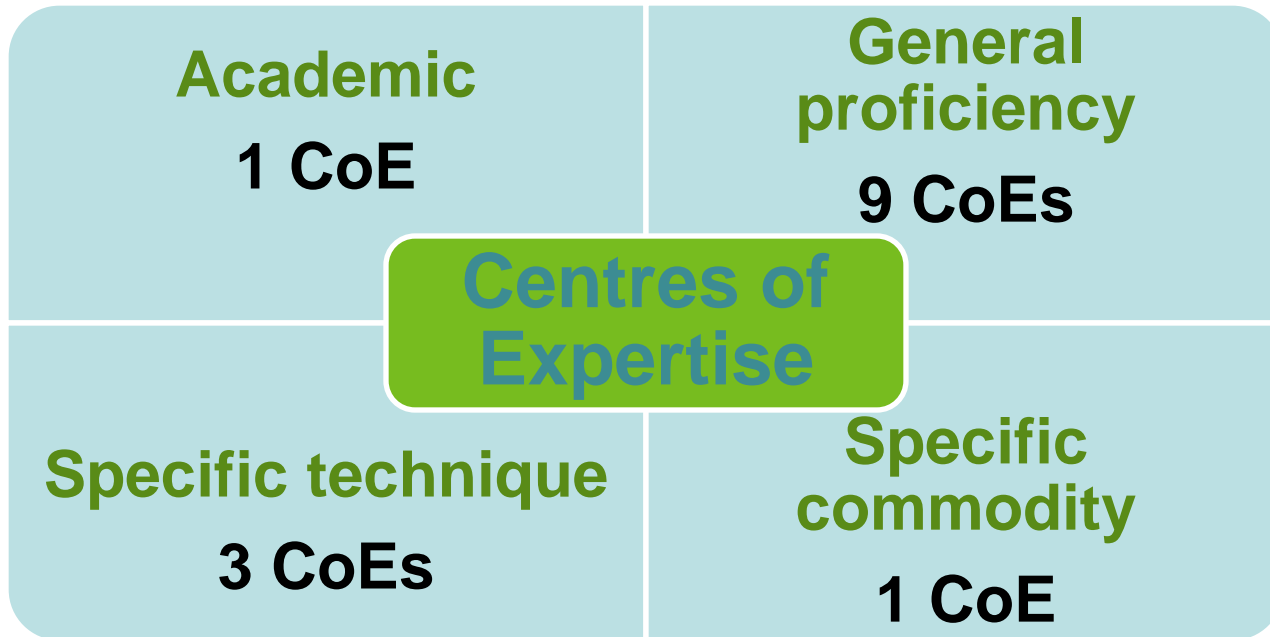 Academic
1 CoE
General
proficiency
9 CoEs
Centres of
Expertise
Specific technique
3 CoEs
Specific
commodity
1 CoE